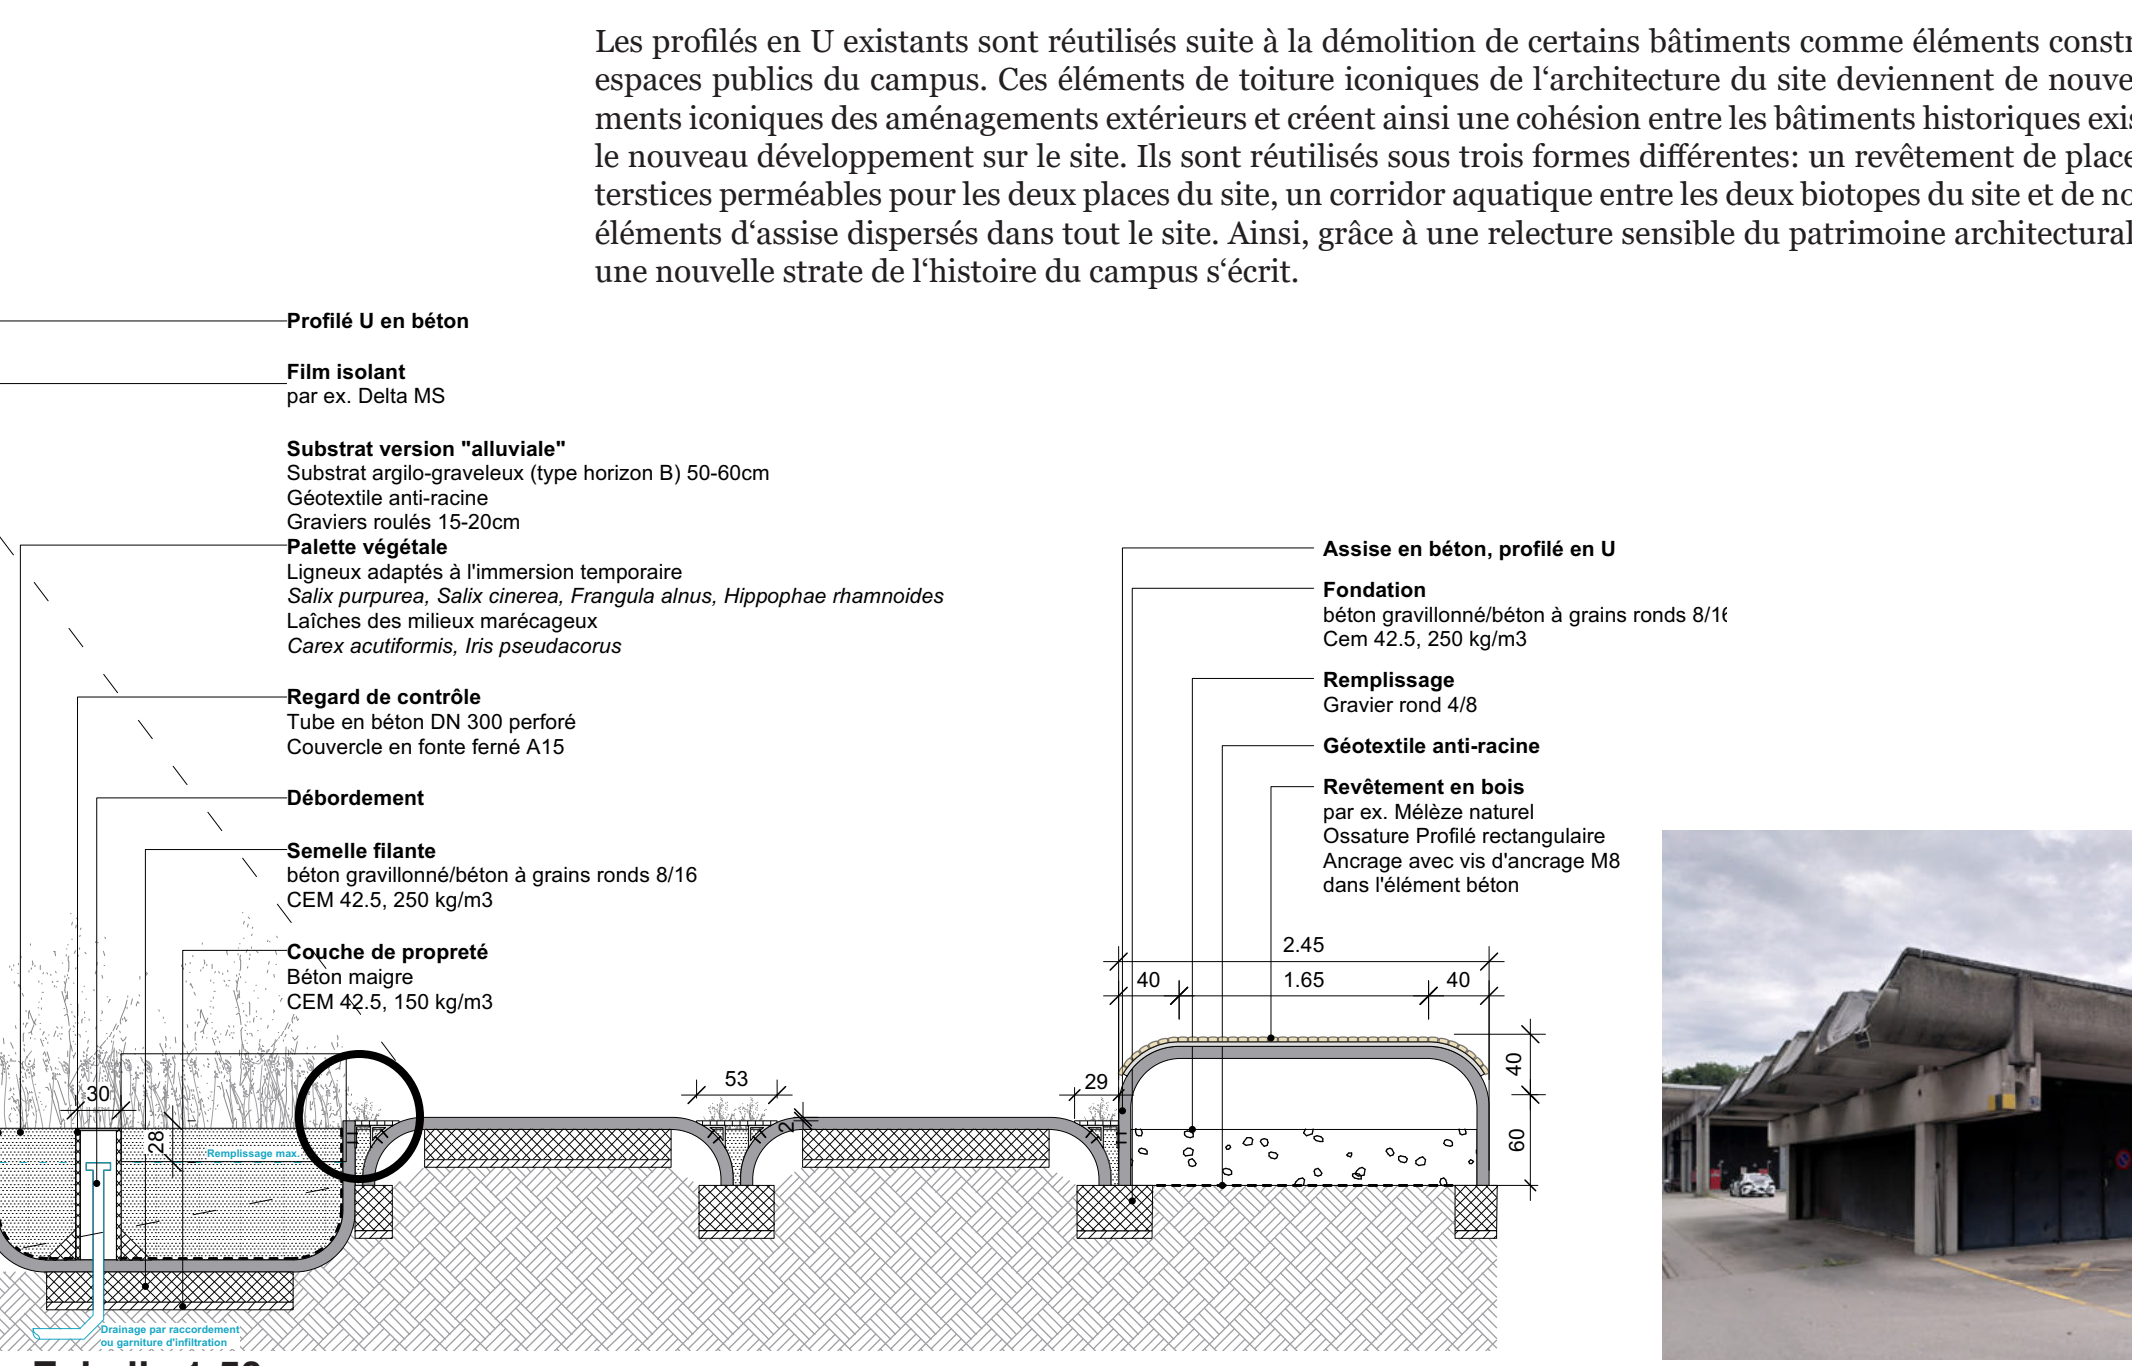 Les profilés en U existants sont réutilisés suite à la démolition de certains bâtiments comme éléments
espaces publics du campus. Ces éléments de toiture iconiques de l‘architecture du site deviennent de
ments iconiques des aménagements extérieurs et créent ainsi une cohésion entre les bâtiments historiques
le nouveau développement sur le site. Ils sont réutilisés sous trois formes différentes: un revêtement de place
terstices perméables pour les deux places du site, un corridor aquatique entre les deux biotopes du site et de
éléments d‘assise dispersés dans tout le site. Ainsi, grâce à une relecture sensible du patrimoine architectural
une nouvelle strate de l‘histoire du campus s‘écrit.
Profilé U en béton
Film isolant
par ex. Delta MS
Substrat version "alluviale"
Substrat argilo-graveleux (type horizon B) 50-60cm
Géotextile anti-racine
Graviers roulés 15-20cm
Palette végétale
Ligneux adaptés à l'immersion temporaire
Salix purpurea, Salix cinerea, Frangula alnus, Hippophae rhamnoides
Laîches des milieux marécageux
Carex acutiformis, Iris pseudacorus
Regard de contrôle
Tube en béton DN 300 perforé
Couvercle en fonte ferné A15
Débordement
Semelle filante
béton gravillonné/béton à grains ronds 8/16
CEM 42.5, 250 kg/m3
Couche de propreté
Béton maigre
CEM 42.5, 150 kg/m3
Assise en béton, profilé en U
Fondation
béton gravillonné/béton à grains ronds 8/16
Cem 42.5, 250 kg/m3
Remplissage
Gravier rond 4/8
Géotextile anti-racine
Revêtement en bois
par ex. Mélèze naturel
Ossature Profilé rectangulaire
Ancrage avec vis d'ancrage M8
dans l'élément béton
2.45
40
1.65
40
40
60
30
28
53
2
29
Remplissage max.
Drainage par raccordement
ou garniture d'infiltration